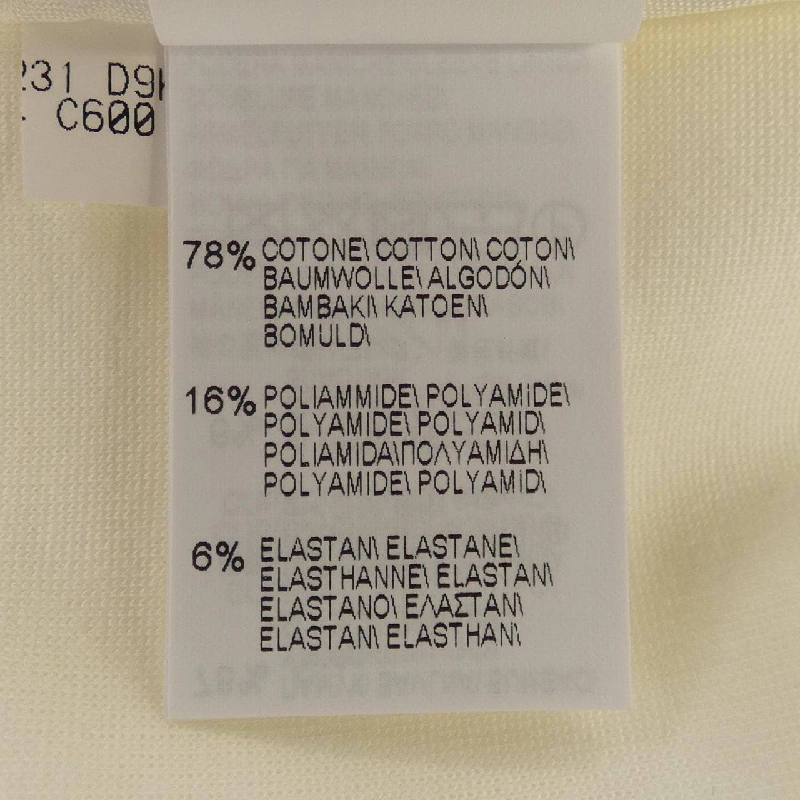 231 D9
C600
78% COTONE\ COTTON\ COTON\
BAUMWOLLE\ ALGODÓN\
BAMBAKI\ KATOEN\
BOMULD\
16% POLIAMMIDE\ POLYAMIDE\
POLYAMIDE\ POLYAMID\
POLIAMIDA\ΠΟΛΥΑΜΙΔΗ\
POLYAMIDE\ POLYAMID\
6% ELASTAN\ ELASTANE\
ELASTHANNE\ ELASTAN\
ELASTANO\ ΕΛΑΣΤΑΝ\
ELASTAN\ ELASTHAN\